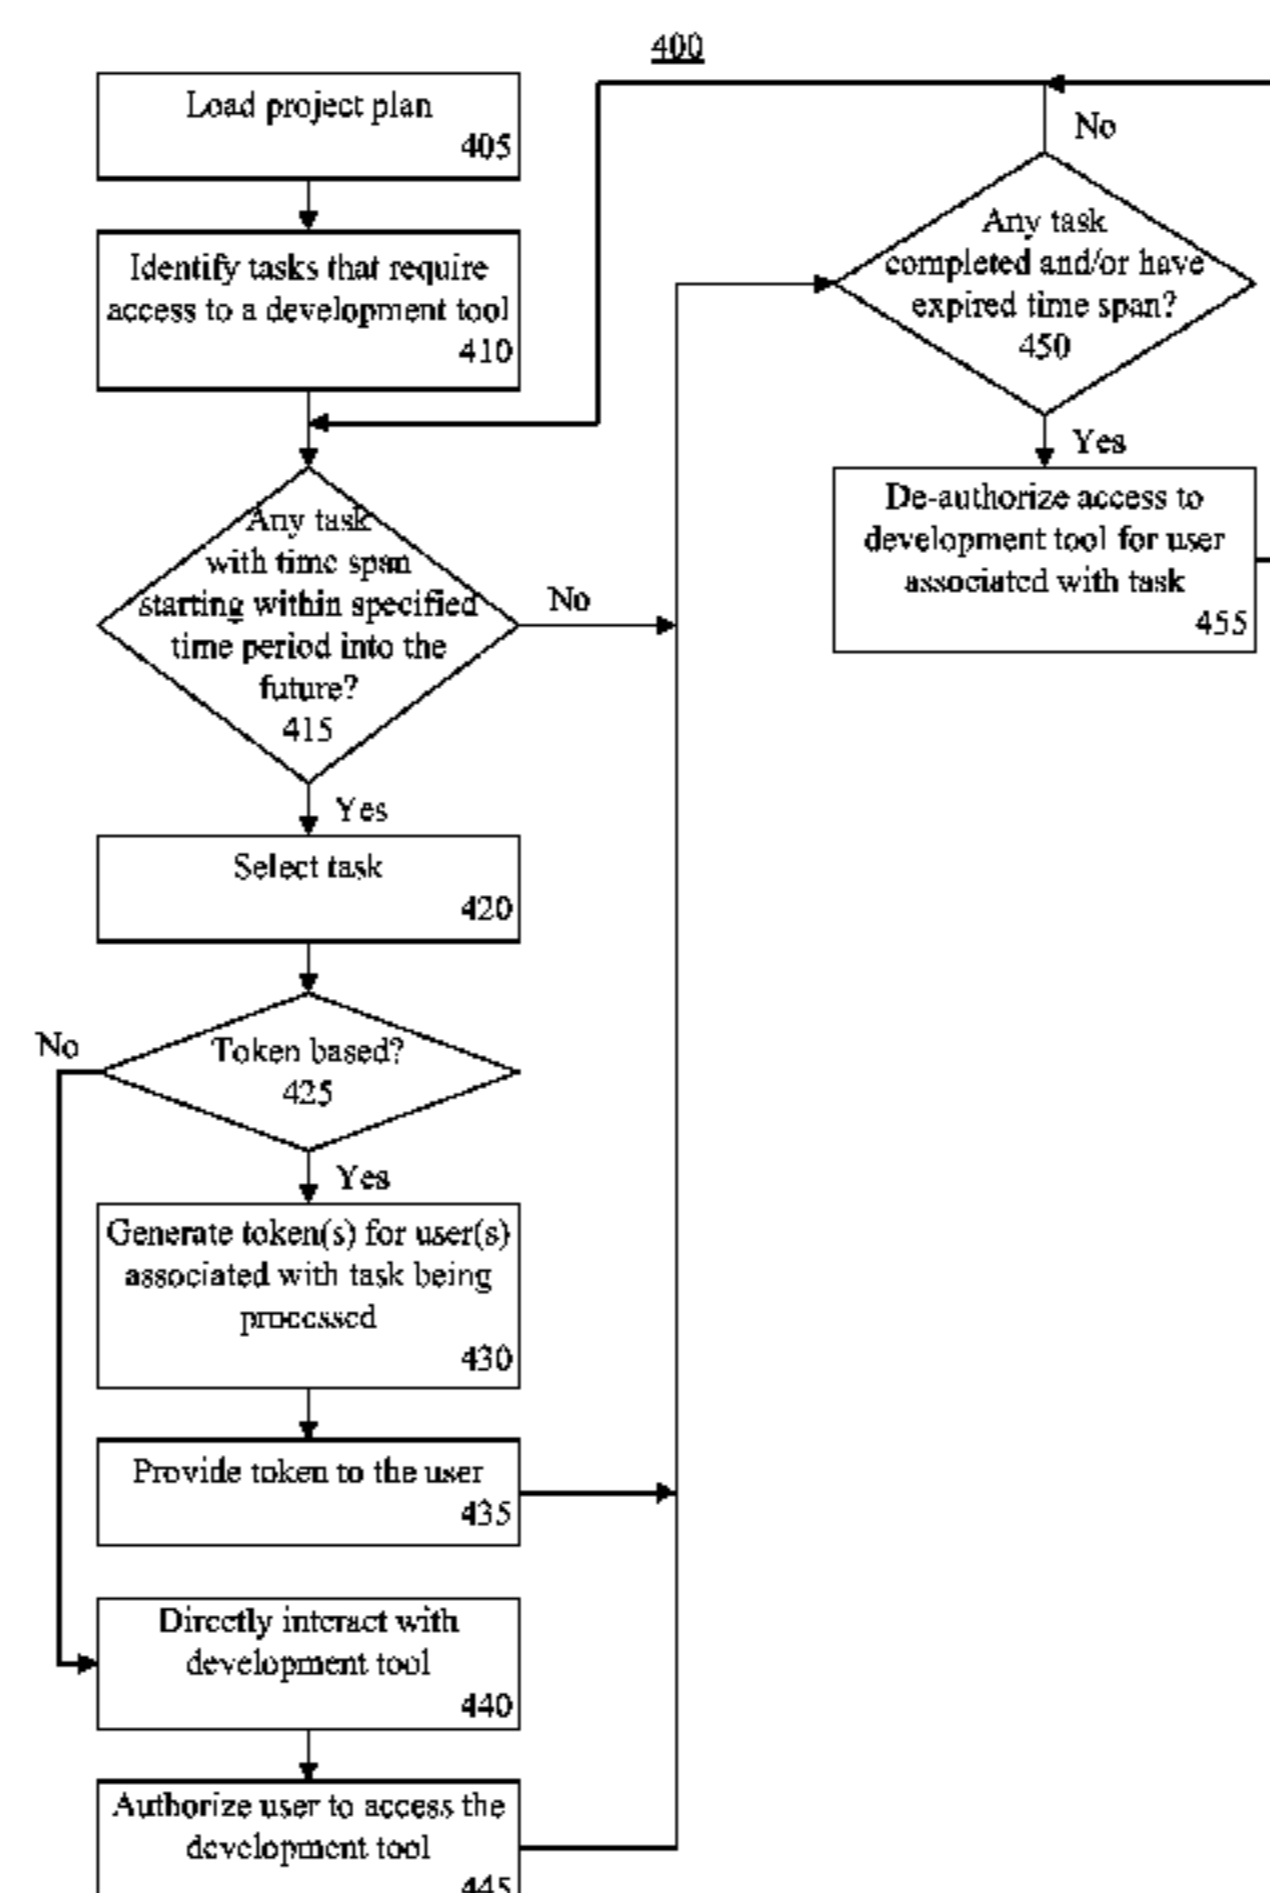 400
Load project plan
405
Identify tasks that require
access to a development tool
410
Any task
with time span
starting within specified
time period into the
future?
415
No
Yes
Select task
420
Token based?
425
No
Yes
Generate token(s) for user(s)
associated with task being
processed
430
Provide token to the user
435
Directly interact with
development tool
440
Authorize user to access the
development tool
445
No
Any task
completed and/or have
expired time span?
450
Yes
De-authorize access to
development tool for user
associated with task
455